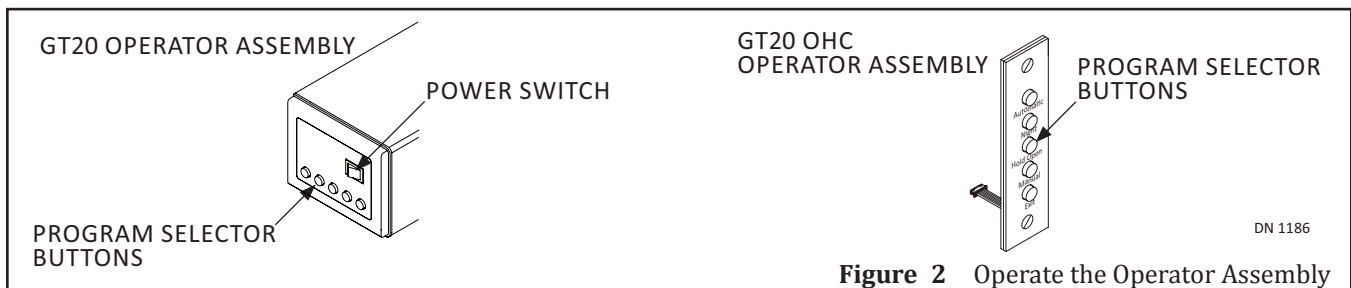 GT20 OPERATOR ASSEMBLY
POWER SWITCH
PROGRAM SELECTOR
BUTTONS
GT20 OHC
OPERATOR ASSEMBLY
PROGRAM SELECTOR
BUTTONS
Automatic
Night
Hold Open
Manual
Exit
DN 1186
Figure 2 Operate the Operator Assembly